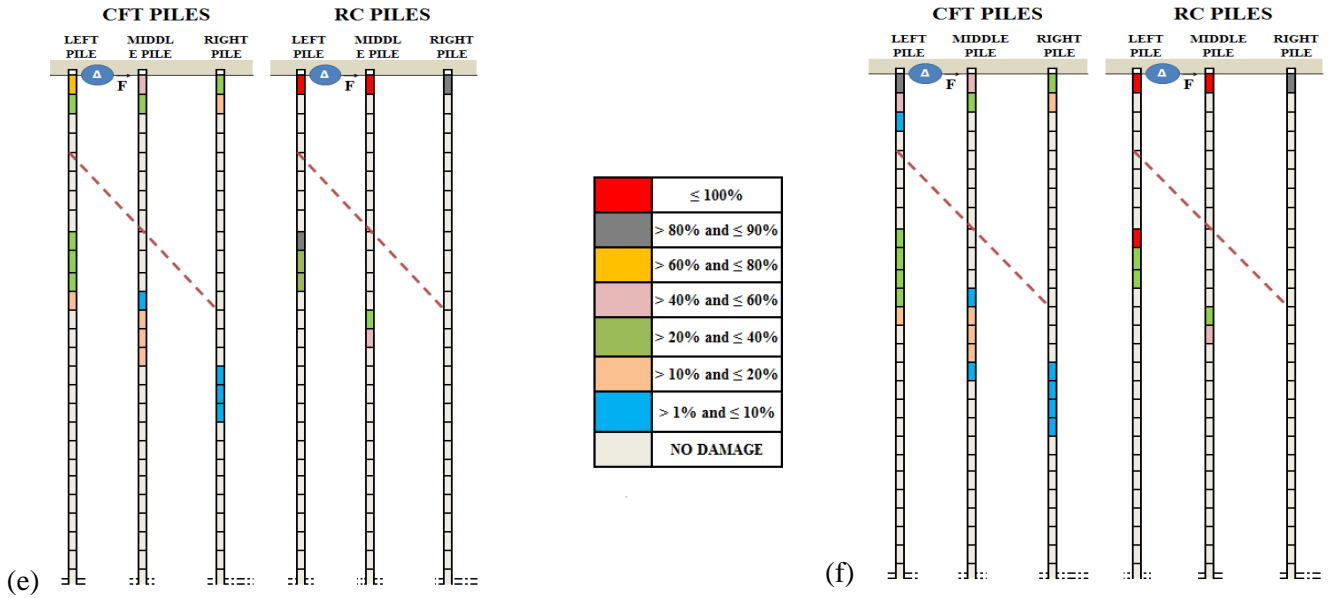 CFT PILES
RC PILES
LEFT
PILE
MIDDL
E PILE
RIGHT
PILE
LEFT
PILE
MIDDL
E PILE
RIGHT
PILE
Δ
F
Δ
F
(e)
≤ 100%
> 80% and ≤ 90%
> 60% and ≤ 80%
> 40% and ≤ 60%
> 20% and ≤ 40%
> 10% and ≤ 20%
> 1% and ≤ 10%
NO DAMAGE
CFT PILES
RC PILES
LEFT
PILE
MIDDLE
PILE
RIGHT
PILE
LEFT
PILE
MIDDLE
PILE
RIGHT
PILE
Δ
F
Δ
F
(f)